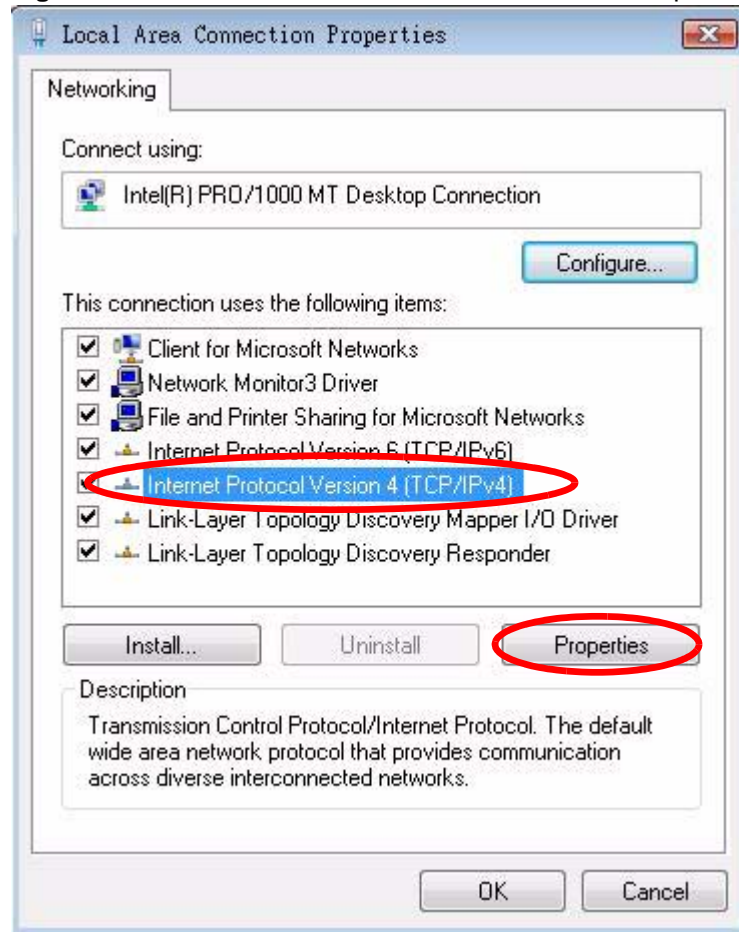 Local Area Connection Properties
Networking
Connect using:
Intel(R) PRO/1000 MT Desktop Connection
Configure...
This connection uses the following items:
Client for Microsoft Networks
Network Monitor3 Driver
File and Printer Sharing for Microsoft Networks
Internet Protocol Version 6 (TCP/IPv6)
Internet Protocol Version 4 (TCP/IPv4)
Link-Layer Topology Discovery Mapper I/O Driver
Link-Layer Topology Discovery Responder
Install... Uninstall Properties
Description
Transmission Control Protocol/Internet Protocol. The default
wide area network protocol that provides communication
across diverse interconnected networks.
OK Cancel